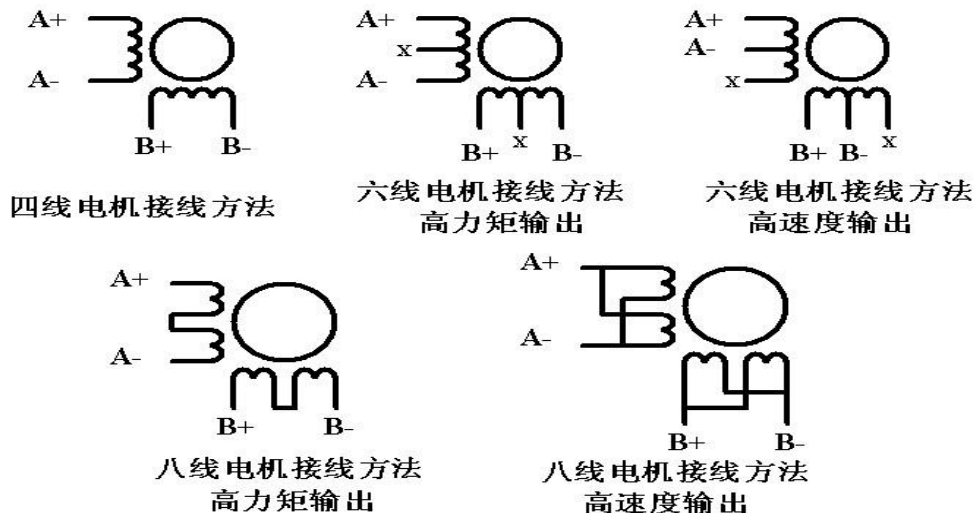 A+
A-
B+ B-
四线电机接线方法
A+
x
A-
B+ x B-
六线电机接线方法
高力矩输出
A+
A-
x
B+ B- x
六线电机接线方法
高速度输出
A+
A-
B+ B-
八线电机接线方法
高力矩输出
A+
A-
B+ B-
八线电机接线方法
高速度输出